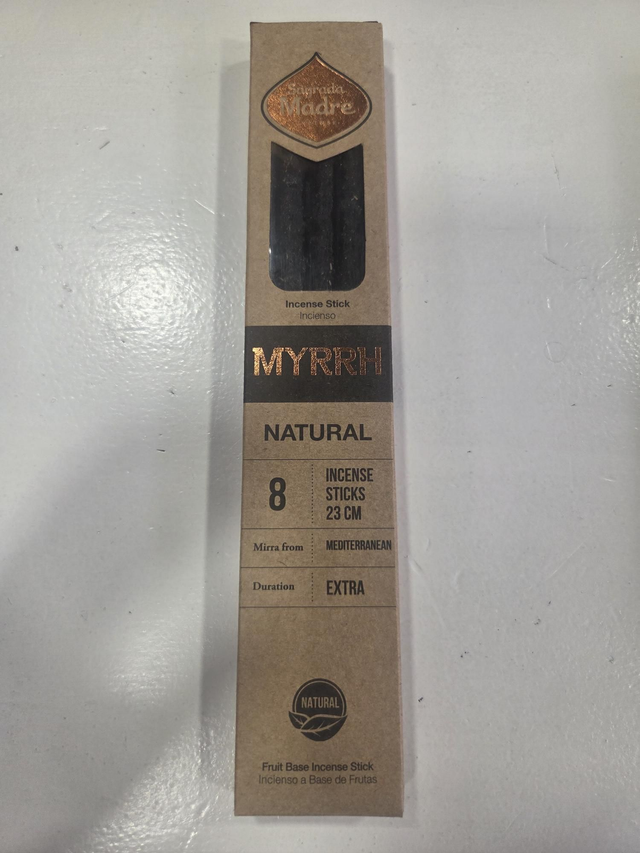 Sagrada
Madre
Incense Stick
Incienso
MYRRH
NATURAL
8
INCENSE
STICKS
23 CM
Mirra from
MEDITERRANEAN
Duration
EXTRA
NATURAL
Fruit Base Incense Stick
Incienso a Base de Frutas